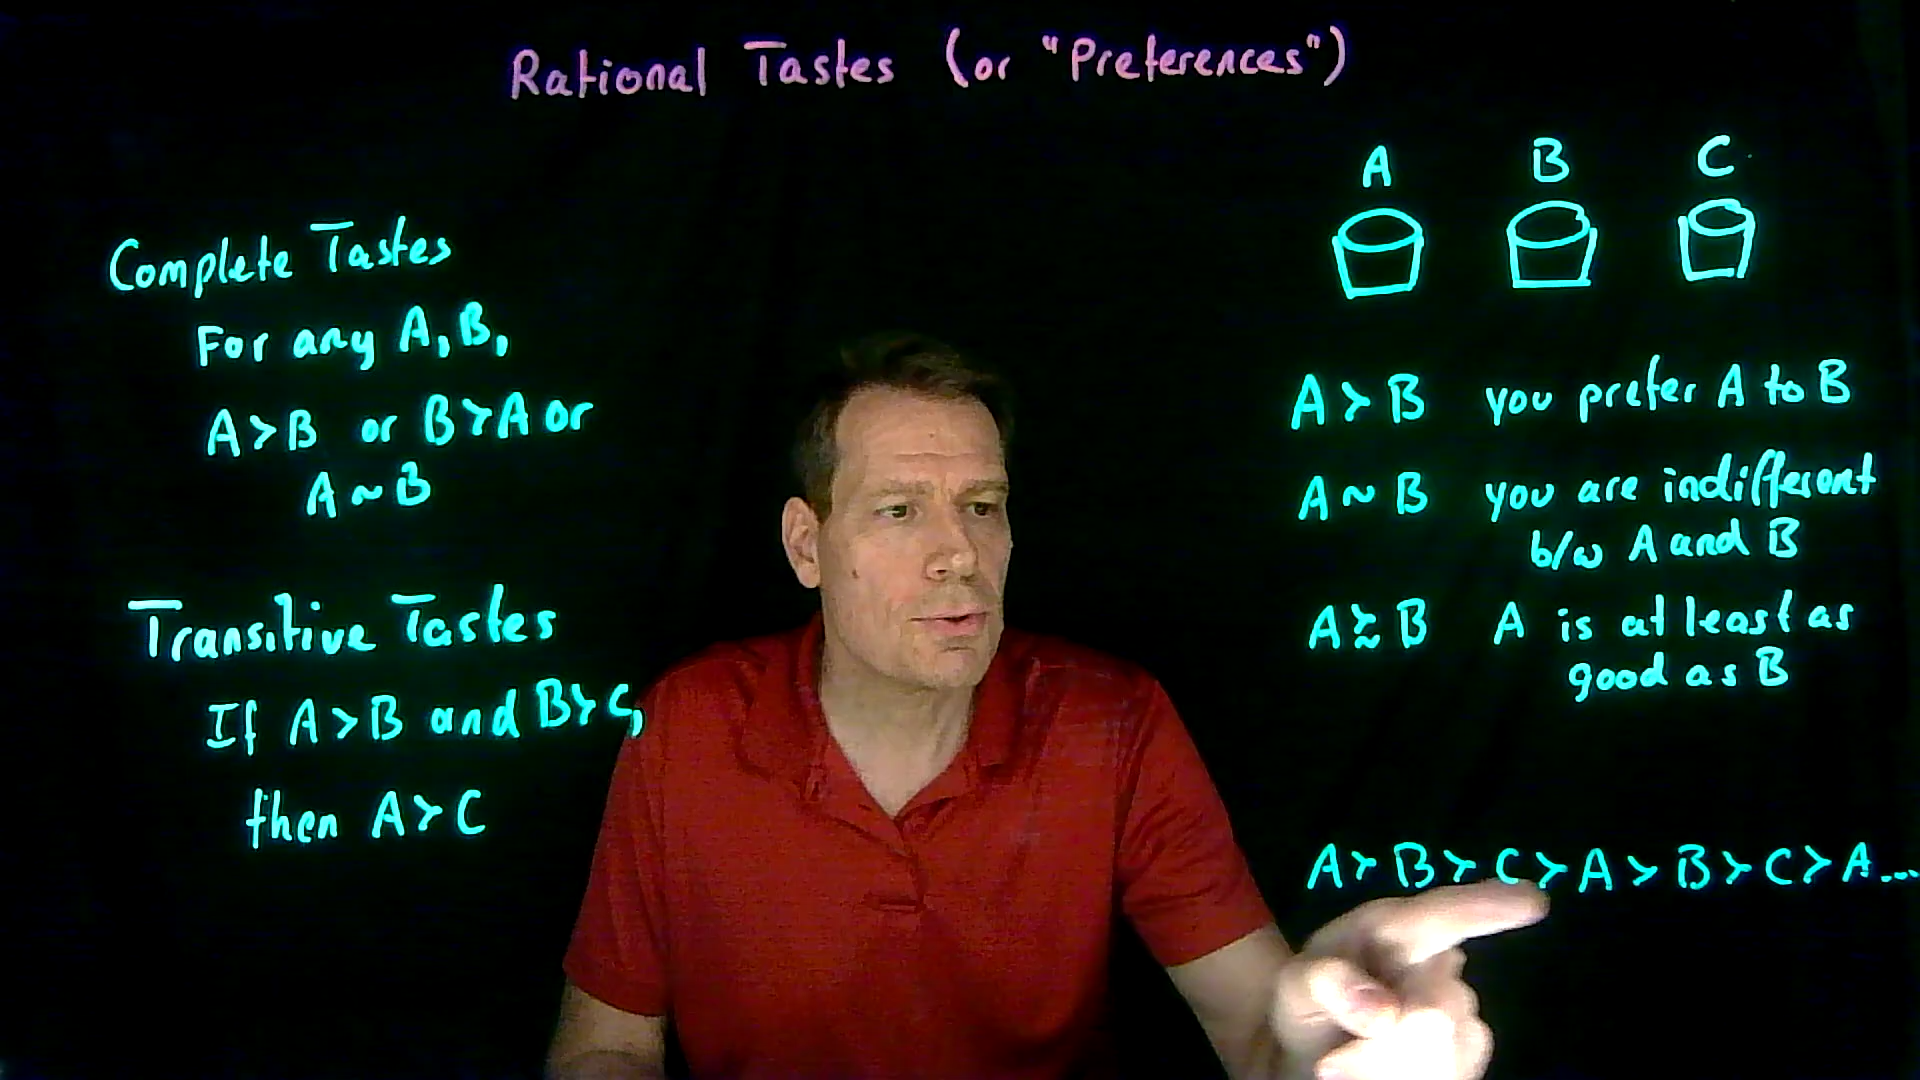 Rational Tastes (or "Preferences")
Complete Tastes
For any A, B,
A ≻ B or B ≻ A or
A ~ B
Transitive Tastes
If A ≻ B and B ≻ C,
then A ≻ C
A B C
A ≻ B you prefer A to B
A ~ B you are indifferent
b/w A and B
A ≿ B A is at least as
good as B
A ≻ B ≻ C ≻ A ≻ B ≻ C ≻ A ...